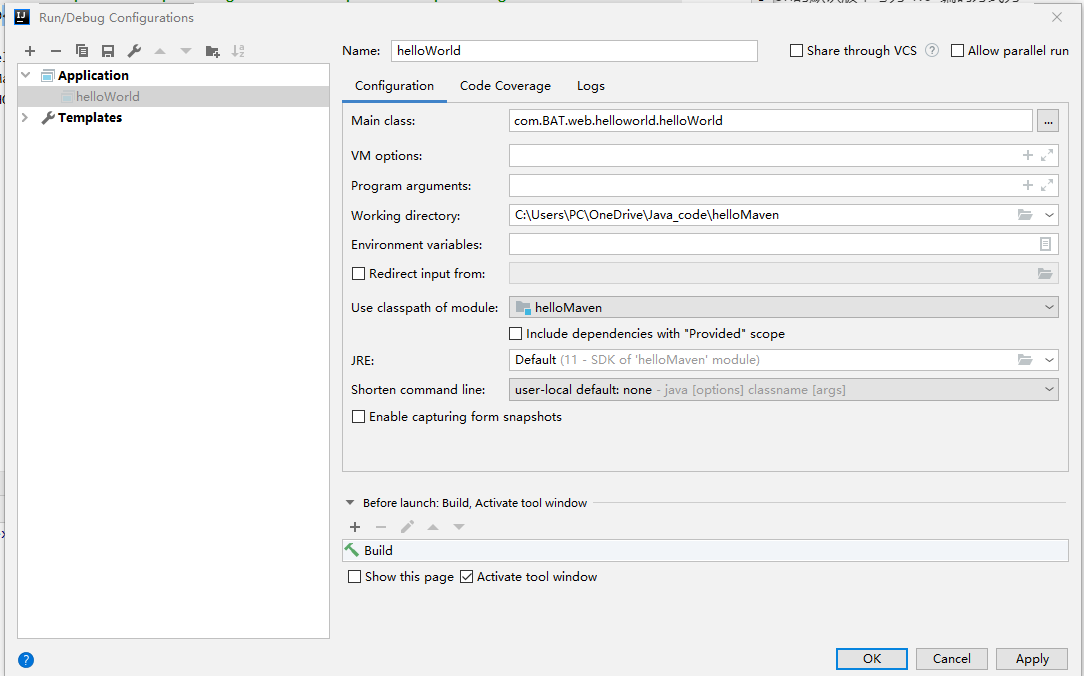 IJ Run/Debug Configurations
Name: helloWorld
Share through VCS ? Allow parallel run
Application
helloWorld
Templates
Configuration Code Coverage Logs
Main class: com.BAT.web.helloworld.helloWorld ...
VM options:
Program arguments:
Working directory: C:\Users\PC\OneDrive\Java_code\helloMaven
Environment variables:
Redirect input from:
Use classpath of module: helloMaven
Include dependencies with "Provided" scope
JRE: Default (11 - SDK of 'helloMaven' module)
Shorten command line: user-local default: none - java [options] classname [args]
Enable capturing form snapshots
Before launch: Build, Activate tool window
Build
Show this page Activate tool window
? OK Cancel Apply